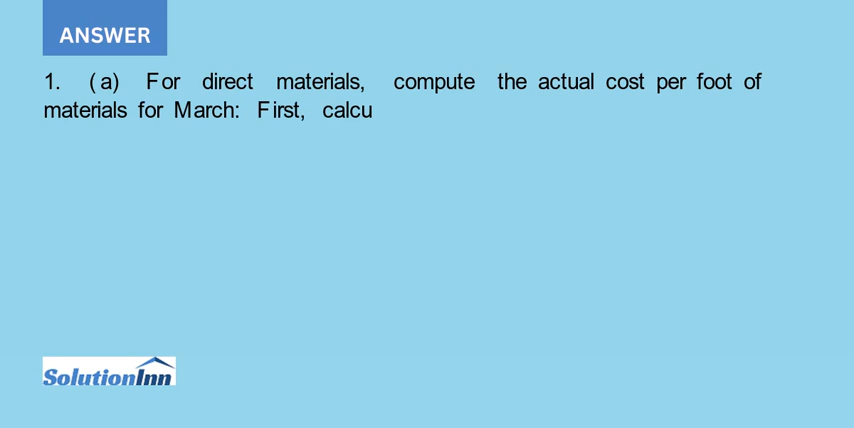 ANSWER
1. (a) For direct materials, compute the actual cost per foot of
materials for March: First, calcu
SolutionInn